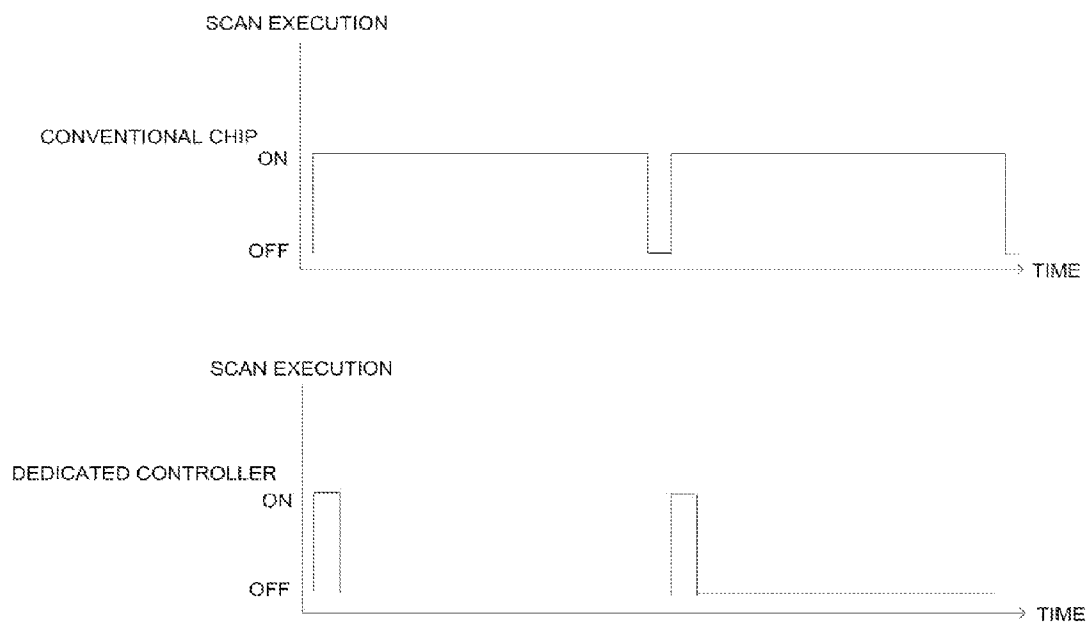 SCAN EXECUTION
CONVENTIONAL CHIP
ON
OFF
TIME
SCAN EXECUTION
DEDICATED CONTROLLER
ON
OFF
TIME